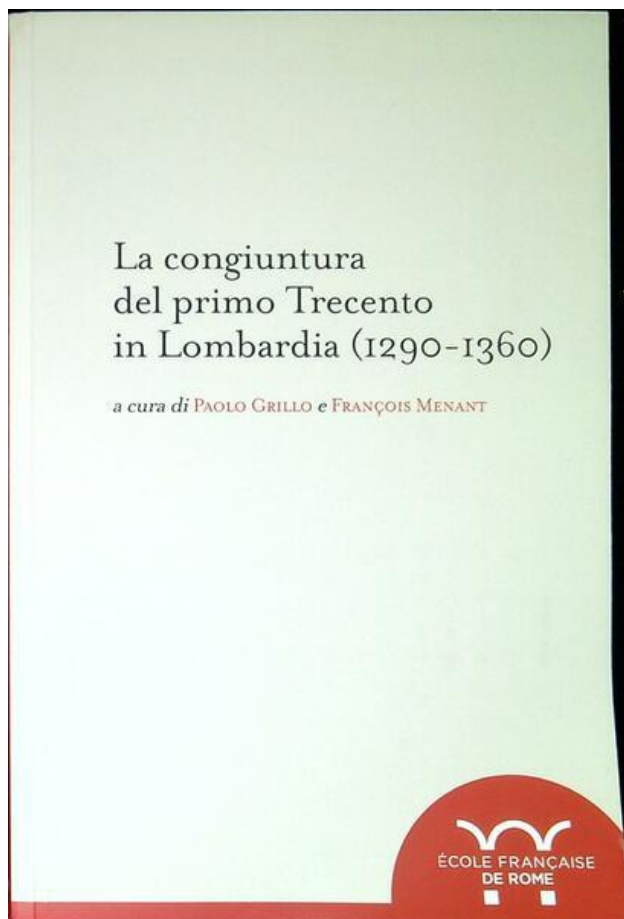 La congiuntura
del primo Trecento
in Lombardia (1290-1360)
a cura di PAOLO GRILLO e FRANÇOIS MENANT
ÉCOLE FRANÇAISE
DE ROME